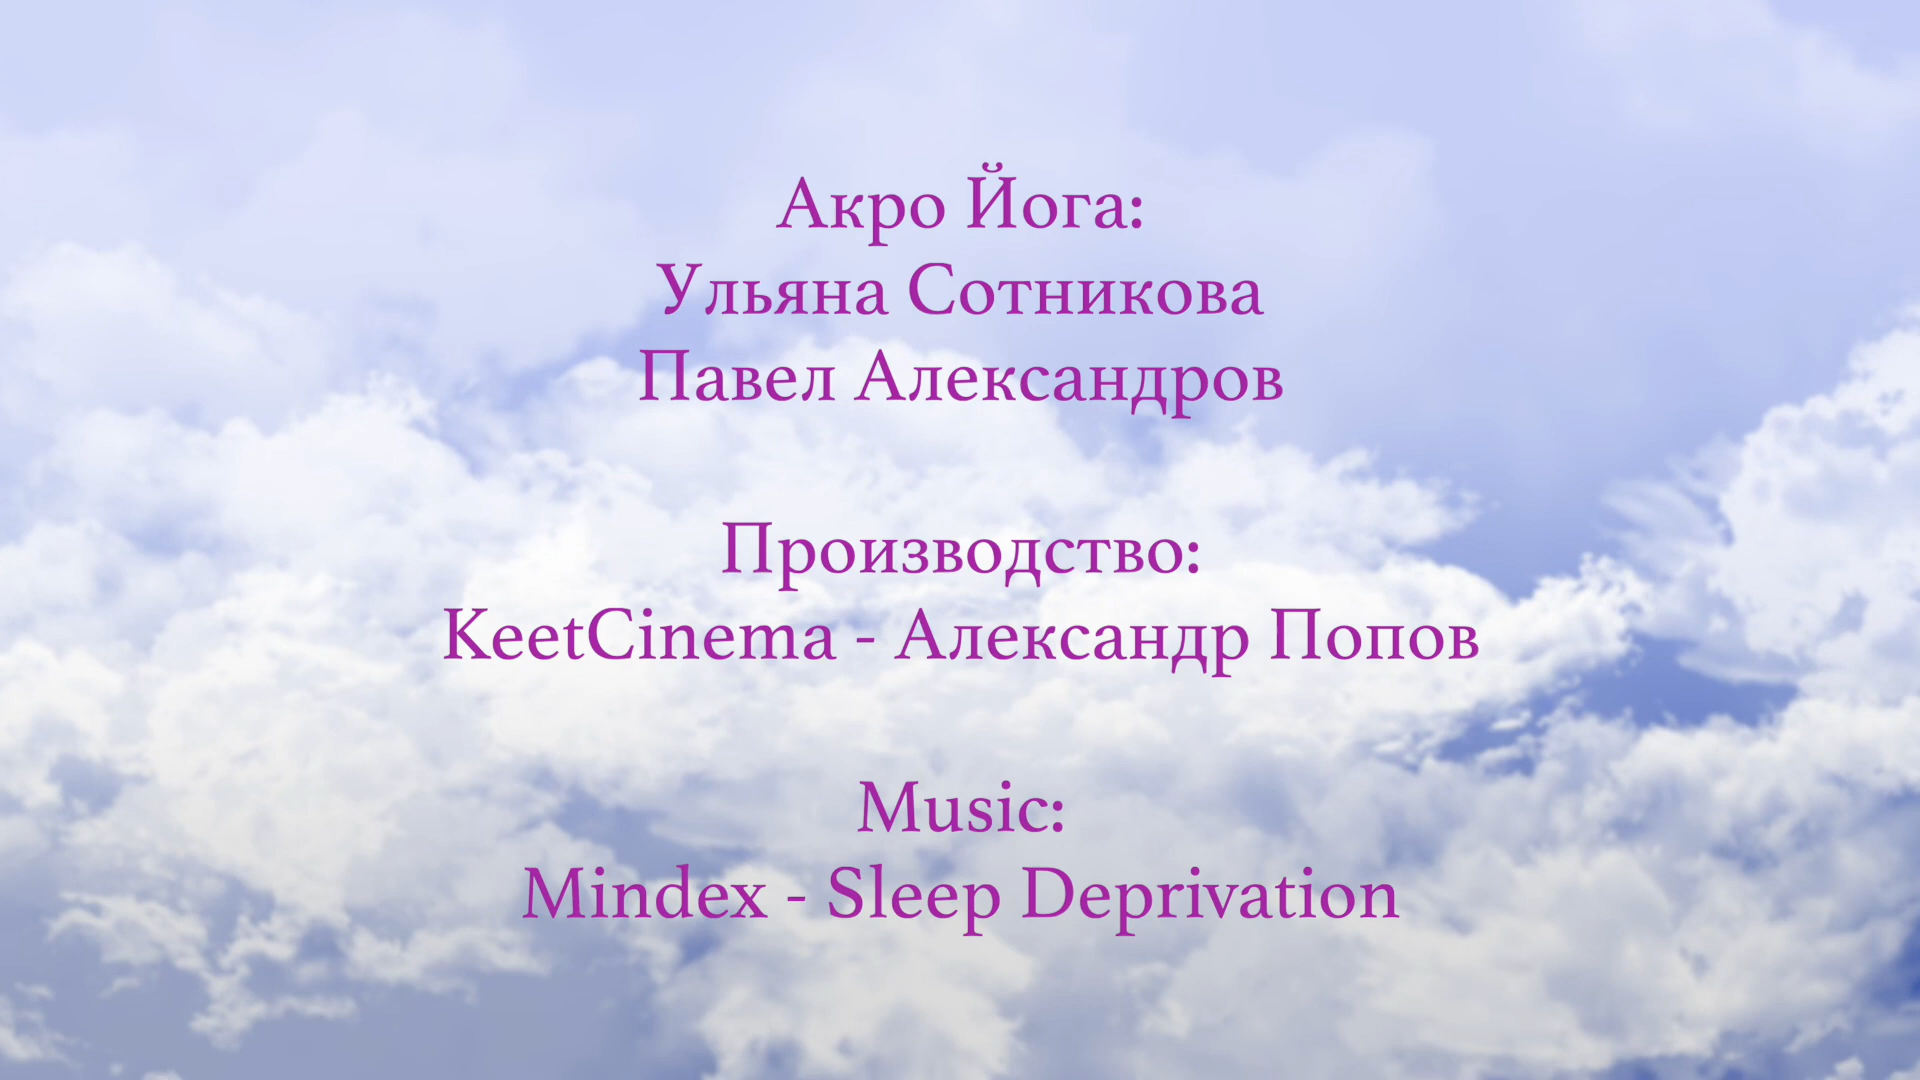 Акро Йога:
Ульяна Сотникова
Павел Александров
Производство:
KeetCinema - Александр Попов
Music:
Mindex - Sleep Deprivation